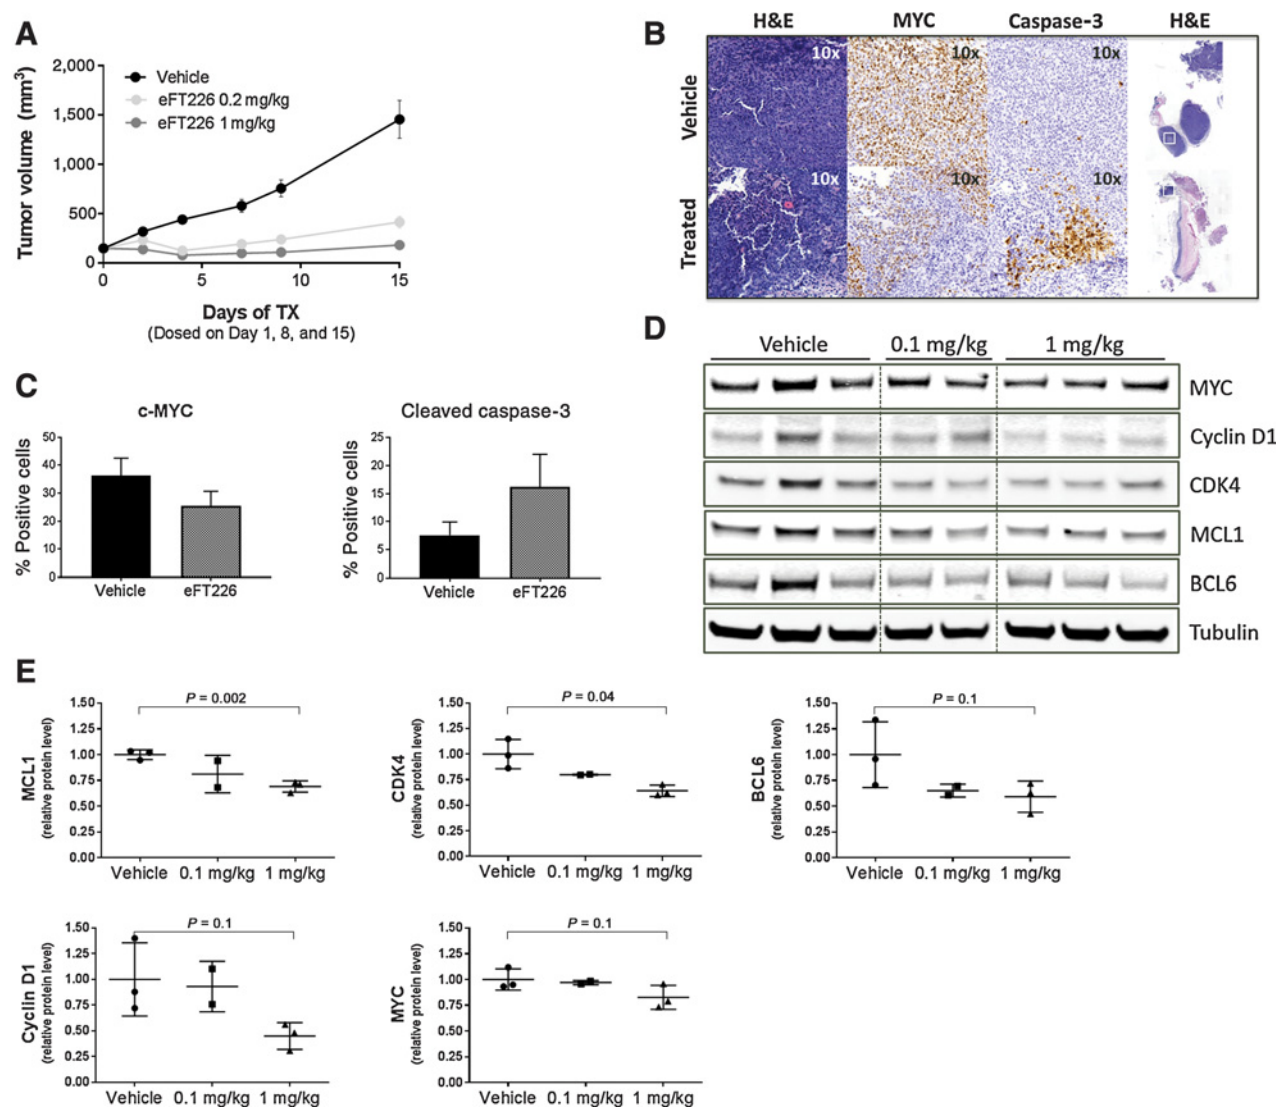 A
Tumor volume (mm³)
2,000
1,500
1,000
500
0
Vehicle
eFT226 0.2 mg/kg
eFT226 1 mg/kg
0 5 10 15
Days of TX
(Dosed on Day 1, 8, and 15)
B
H&E MYC Caspase-3 H&E
Vehicle
10x 10x 10x
Treated
10x 10x 10x
C
c-MYC
% Positive cells
50
40
30
20
10
0
Vehicle eFT226
Cleaved caspase-3
% Positive cells
25
20
15
10
5
0
Vehicle eFT226
D
Vehicle 0.1 mg/kg 1 mg/kg
MYC
Cyclin D1
CDK4
MCL1
BCL6
Tubulin
E
MCL1
(relative protein level)
1.50
1.25
1.00
0.75
0.50
0.25
0.00
P = 0.002
Vehicle 0.1 mg/kg 1 mg/kg
CDK4
(relative protein level)
1.50
1.25
1.00
0.75
0.50
0.25
0.00
P = 0.04
Vehicle 0.1 mg/kg 1 mg/kg
BCL6
(relative protein level)
1.50
1.25
1.00
0.75
0.50
0.25
0.00
P = 0.1
Vehicle 0.1 mg/kg 1 mg/kg
Cyclin D1
(relative protein level)
1.50
1.25
1.00
0.75
0.50
0.25
0.00
P = 0.1
Vehicle 0.1 mg/kg 1 mg/kg
MYC
(relative protein level)
1.50
1.25
1.00
0.75
0.50
0.25
0.00
P = 0.1
Vehicle 0.1 mg/kg 1 mg/kg